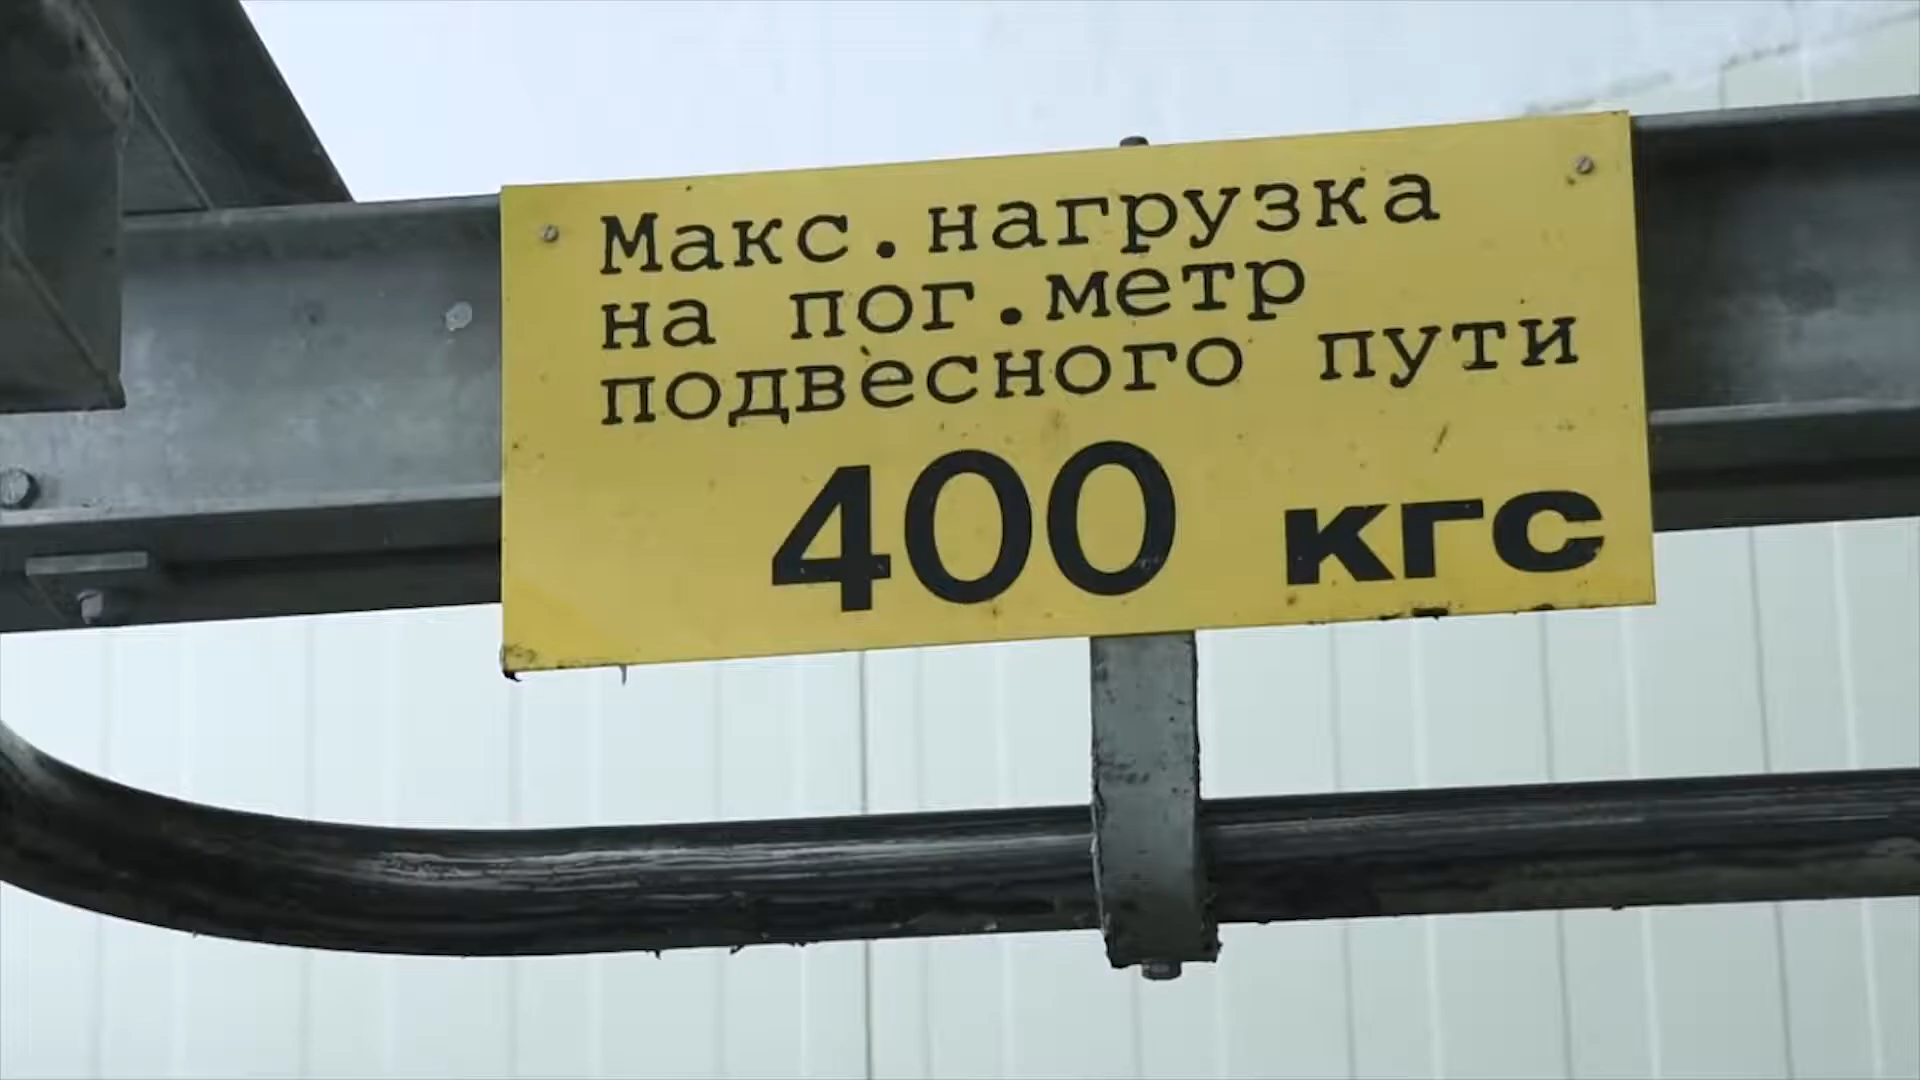 Макс.нагрузка
на пог.метр
подвесного пути
400 кгс